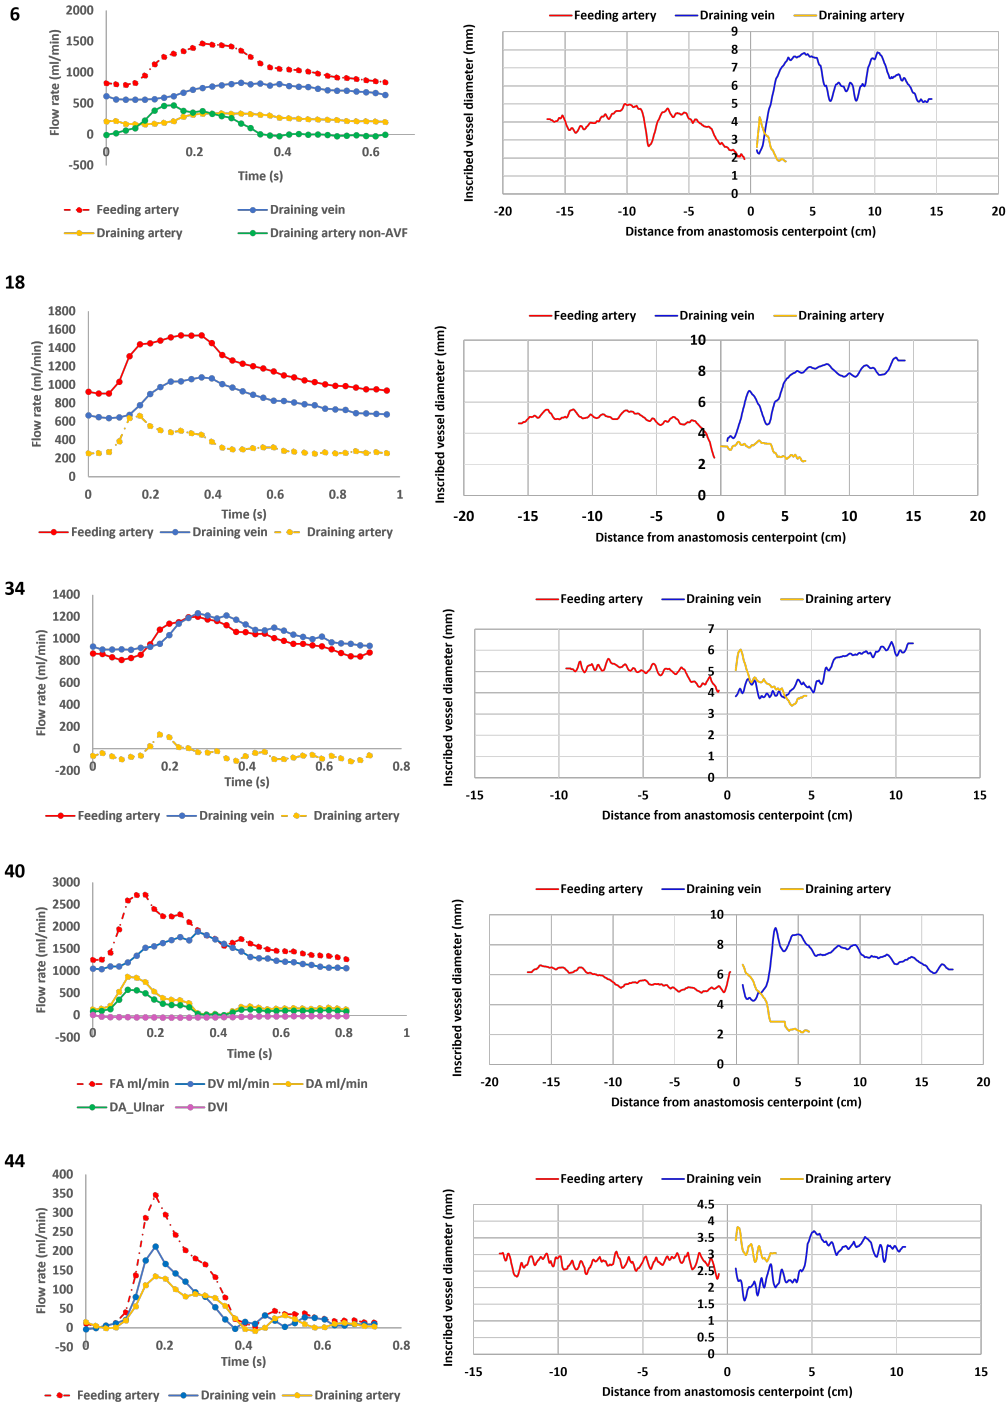 6
2000
1500
1000
500
0
-500
Flow rate (ml/min)
0 0.2 0.4 0.6
Time (s)
Feeding artery Draining vein
Draining artery Draining artery non-AVF
Feeding artery Draining vein Draining artery
Inscribed vessel diameter (mm)
9
8
7
6
5
4
3
2
1
0
-20 -15 -10 -5 0 5 10 15 20
Distance from anastomosis centerpoint (cm)
18
1800
1600
1400
1200
1000
800
600
400
200
0
Flow rate (ml/min)
0 0.2 0.4 0.6 0.8 1
Time (s)
Feeding artery Draining vein Draining artery
Feeding artery Draining vein Draining artery
Inscribed vessel diameter (mm)
10
8
6
4
2
0
-20 -15 -10 -5 0 5 10 15 20
Distance from anastomosis centerpoint (cm)
34
1400
1200
1000
800
600
400
200
0
-200
Flow rate (ml/min)
0 0.2 0.4 0.6 0.8
Time (s)
Feeding artery Draining vein Draining artery
Feeding artery Draining vein Draining artery
Inscribed vessel diameter (mm)
7
6
5
4
3
2
1
0
-15 -10 -5 0 5 10 15
Distance from anastomosis centerpoint (cm)
40
3000
2500
2000
1500
1000
500
0
-500
Flow rate (ml/min)
0 0.2 0.4 0.6 0.8 1
Time (s)
FA ml/min DV ml/min DA ml/min
DA_Ulnar DVI
Feeding artery Draining vein Draining artery
Inscribed vessel diameter (mm)
10
8
6
4
2
0
-20 -15 -10 -5 0 5 10 15 20
Distance from anastomosis centerpoint (cm)
44
400
350
300
250
200
150
100
50
0
-50
Flow rate (ml/min)
0 0.2 0.4 0.6 0.8
Time (s)
Feeding artery Draining vein Draining artery
Feeding artery Draining vein Draining artery
Inscribed vessel diameter (mm)
4.5
4
3.5
3
2.5
2
1.5
1
0.5
0
-15 -10 -5 0 5 10 15
Distance from anastomosis centerpoint (cm)